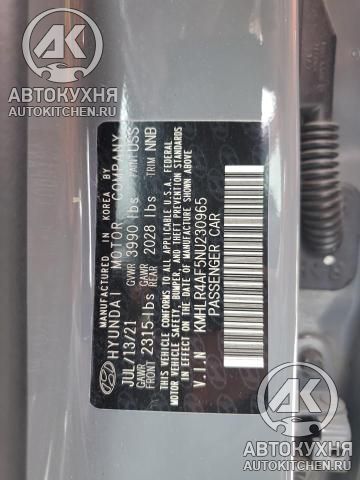 АВТОКУХНЯ
AUTOKITCHEN.RU
АВТОКУХНЯ
AUTOKITCHEN.RU
MANUFACTURED IN KOREA BY
HYUNDAI MOTOR COMPANY
JUL/13/21 GVWR 3990 lbs PAINT USS
GAWR FRONT 2315 lbs GAWR REAR 2028 lbs TRIM NNB
THIS VEHICLE CONFORMS TO ALL APPLICABLE U.S.A. FEDERAL
MOTOR VEHICLE SAFETY, BUMPER, AND THEFT PREVENTION STANDARDS
IN EFFECT ON THE DATE OF MANUFACTURE SHOWN ABOVE.
V.I.N KMHLR4AF5NU230965
PASSENGER CAR
АВТОКУХНЯ
AUTOKITCHEN.RU